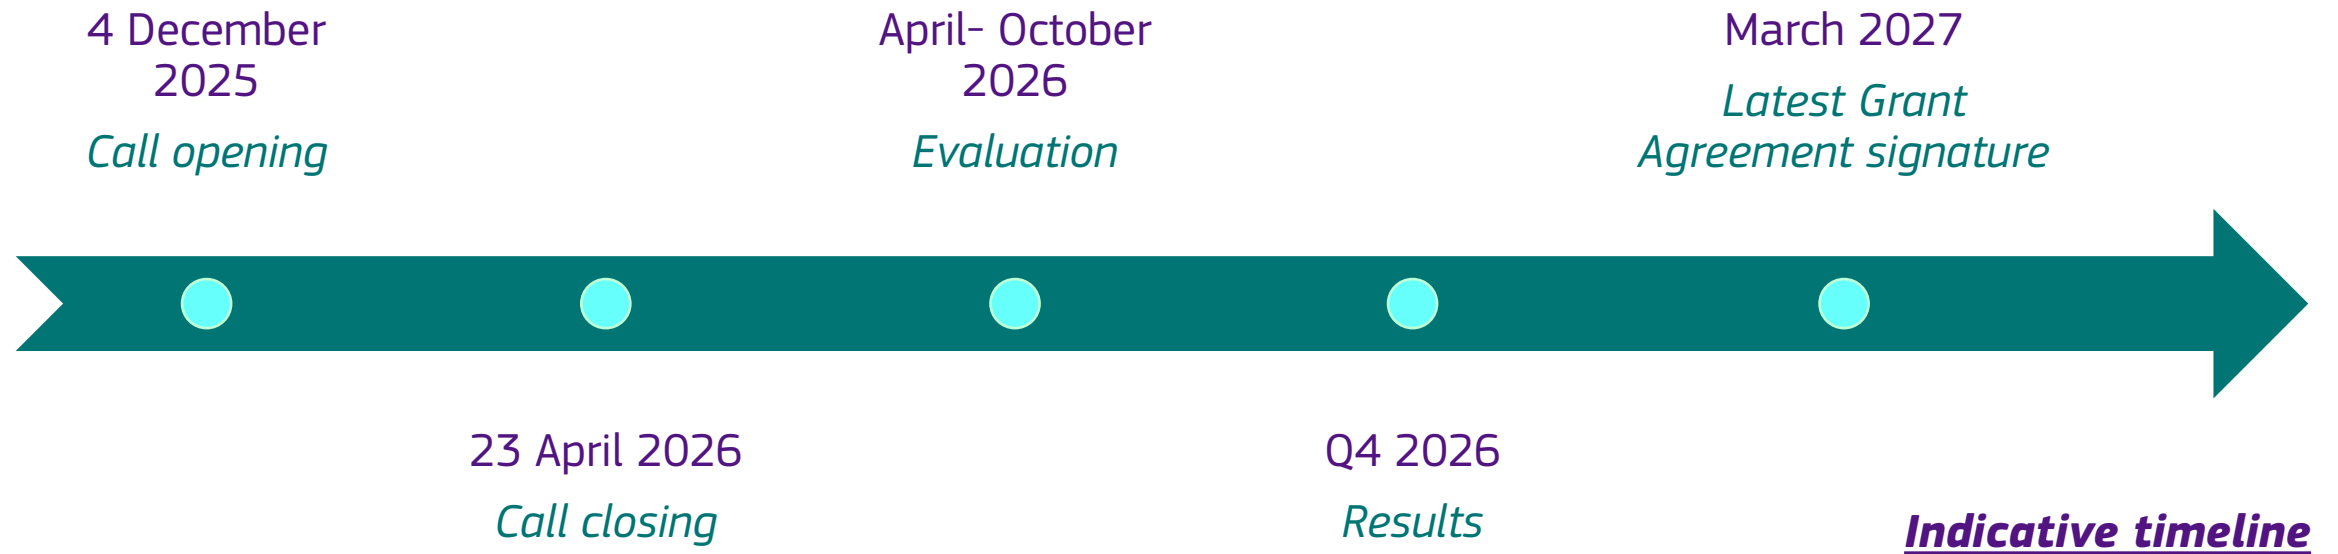 4 December
2025
Call opening
23 April 2026
Call closing
April- October
2026
Evaluation
Q4 2026
Results
March 2027
Latest Grant
Agreement signature
Indicative timeline